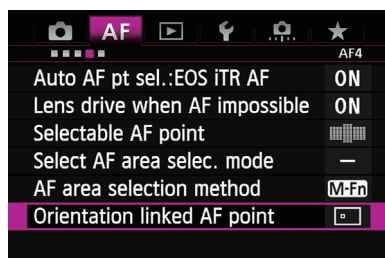 AF
AF4
Auto AF pt sel.:EOS iTR AF ON
Lens drive when AF impossible ON
Selectable AF point
Select AF area selec. mode —
AF area selection method M-Fn
Orientation linked AF point